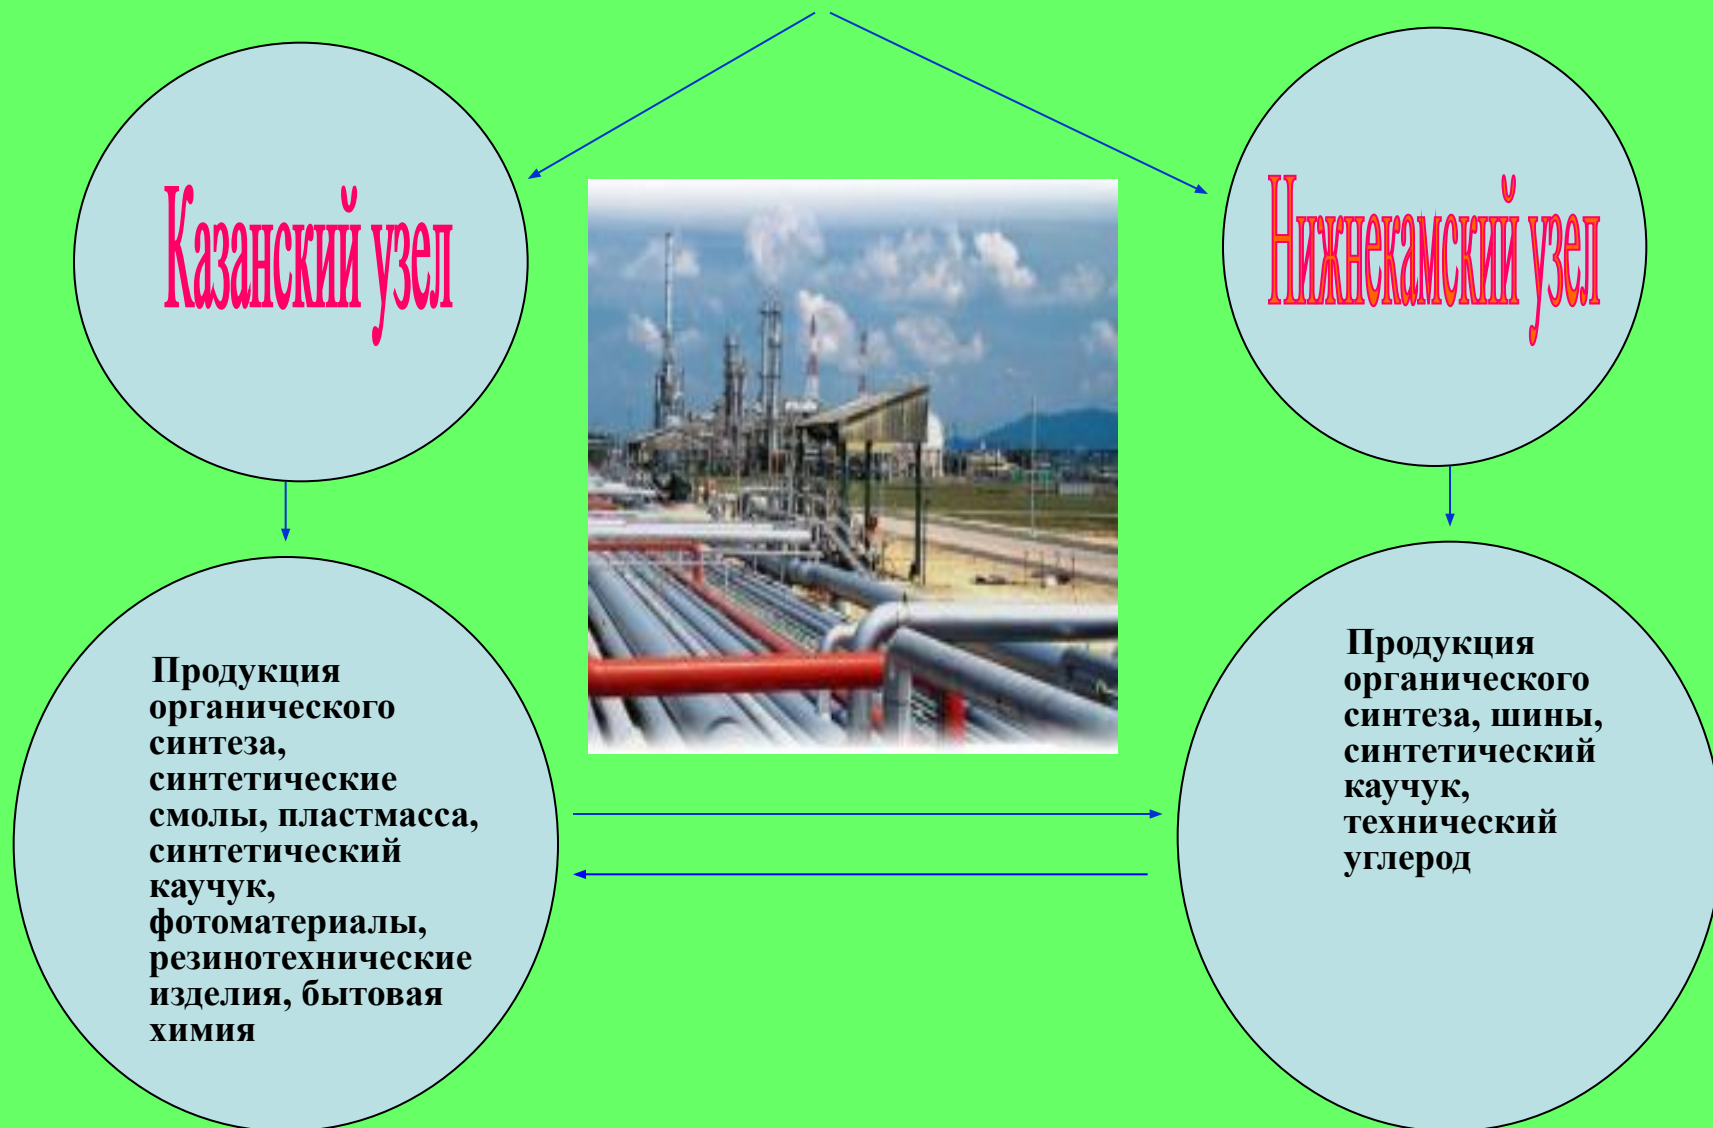 Казанский узел
Нижнекамский узел
Продукция
органического
синтеза,
синтетические
смолы, пластмасса,
синтетический
каучук,
фотоматериалы,
резинотехнические
изделия, бытовая
химия
Продукция
органического
синтеза, шины,
синтетический
каучук,
технический
углерод